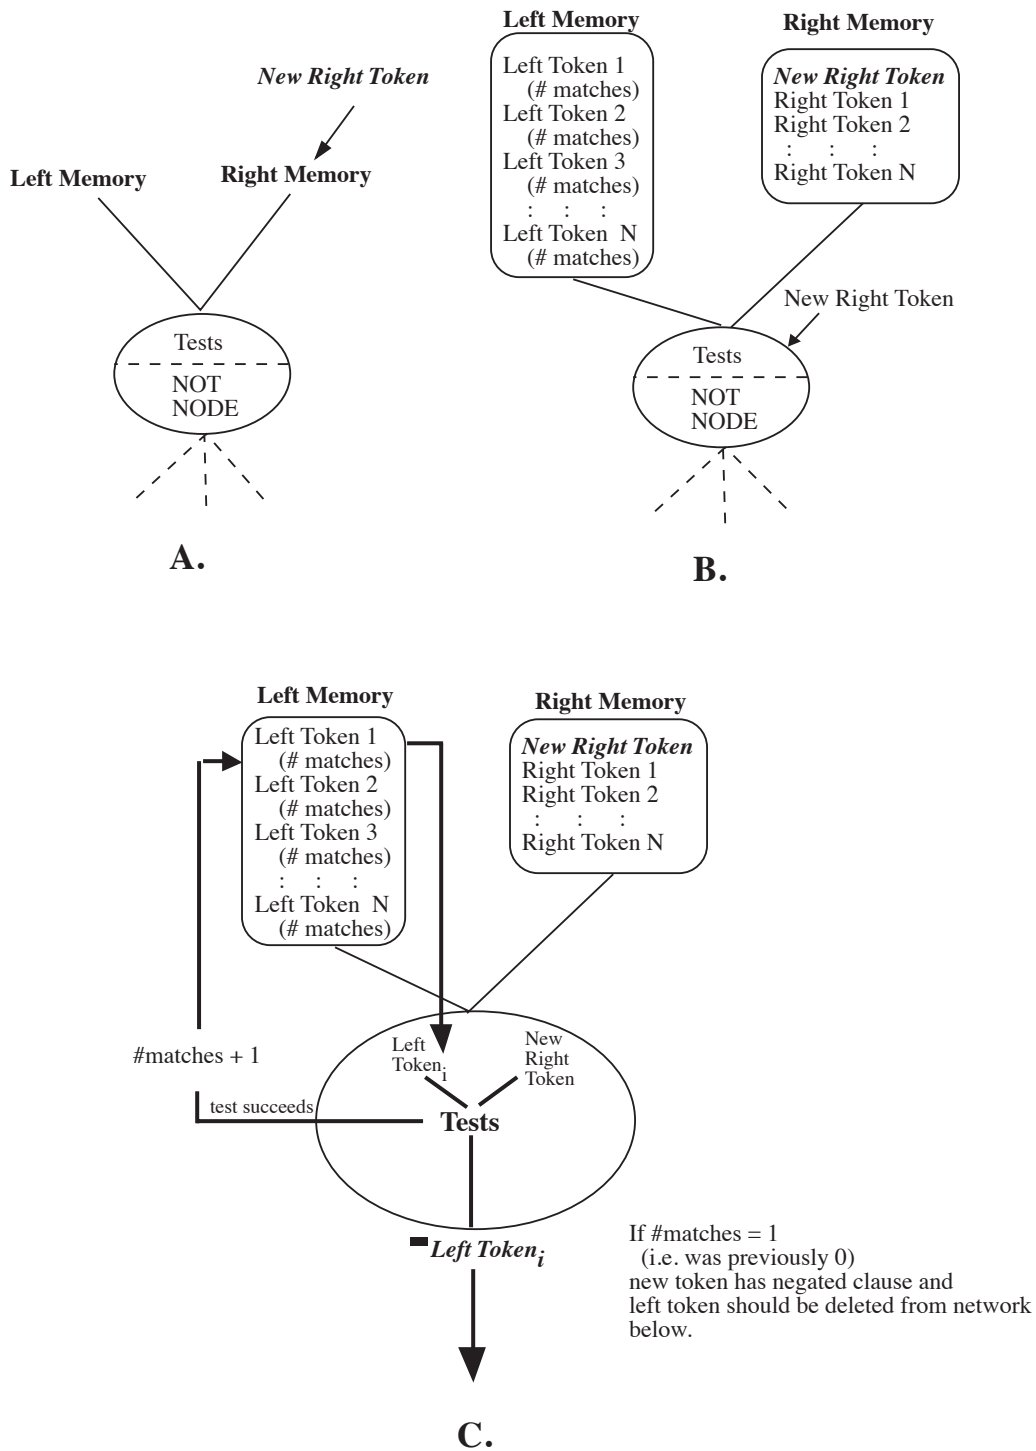 New Right Token
Left Memory
Right Memory
Tests
NOT
NODE
A.
Left Memory
Left Token 1
(# matches)
Left Token 2
(# matches)
Left Token 3
(# matches)
: : :
Left Token N
(# matches)
Right Memory
New Right Token
Right Token 1
Right Token 2
: : :
Right Token N
New Right Token
Tests
NOT
NODE
B.
Left Memory
Left Token 1
(# matches)
Left Token 2
(# matches)
Left Token 3
(# matches)
: : :
Left Token N
(# matches)
Right Memory
New Right Token
Right Token 1
Right Token 2
: : :
Right Token N
#matches + 1
test succeeds
Left
Token i
New
Right
Token
Tests
Left Token i
If #matches = 1
(i.e. was previously 0)
new token has negated clause and
left token should be deleted from network
below.
C.